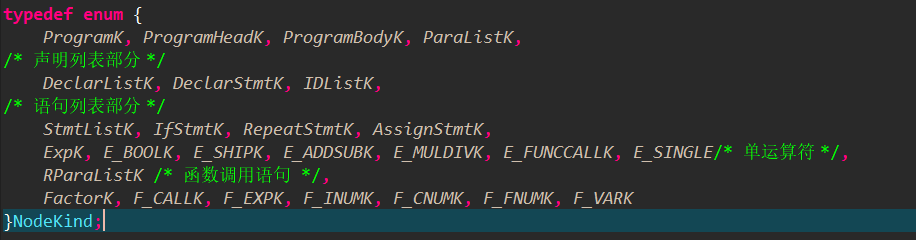 typedef enum {
ProgramK, ProgramHeadK, ProgramBodyK, ParaListK,
/* 声明列表部分 */
DeclarListK, DeclarStmtK, IDListK,
/* 语句列表部分 */
StmtListK, IfStmtK, RepeatStmtK, AssignStmtK,
ExpK, E_BOOLK, E_SHIPK, E_ADDSUBK, E_MULDIVK, E_FUNCCALLK, E_SINGLE/* 单运算符 */,
RParaListK /* 函数调用语句 */,
FactorK, F_CALLK, F_EXPK, F_INUMK, F_CNUMK, F_FNUMK, F_VARK
}NodeKind;